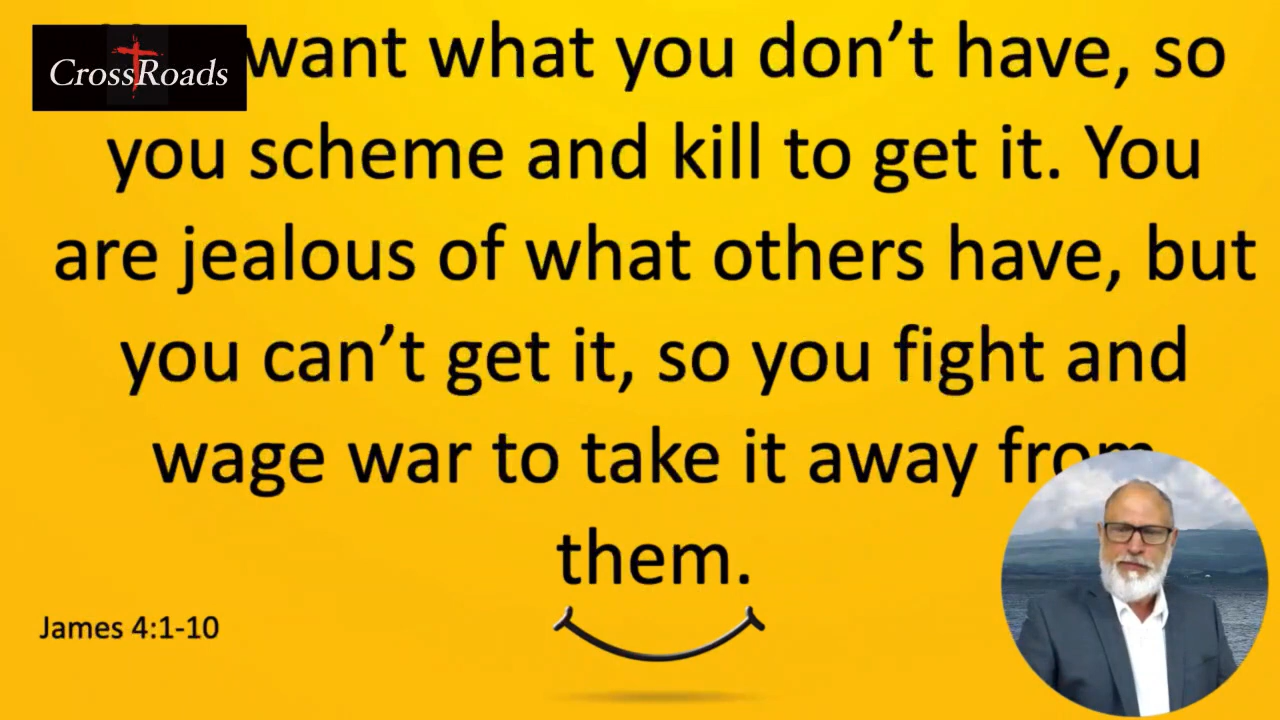 CrossRoads
want what you don’t have, so
you scheme and kill to get it. You
are jealous of what others have, but
you can’t get it, so you fight and
wage war to take it away from
them.
James 4:1-10